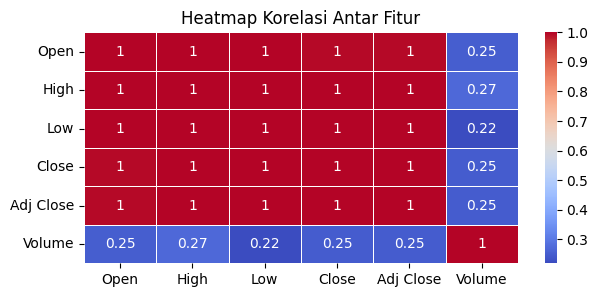 Heatmap Korelasi Antar Fitur
Open 1 1 1 1 1 0.25
High 1 1 1 1 1 0.27
Low 1 1 1 1 1 0.22
Close 1 1 1 1 1 0.25
Adj Close 1 1 1 1 1 0.25
Volume 0.25 0.27 0.22 0.25 0.25 1
Open High Low Close Adj Close Volume
1.0
0.9
0.8
0.7
0.6
0.5
0.4
0.3